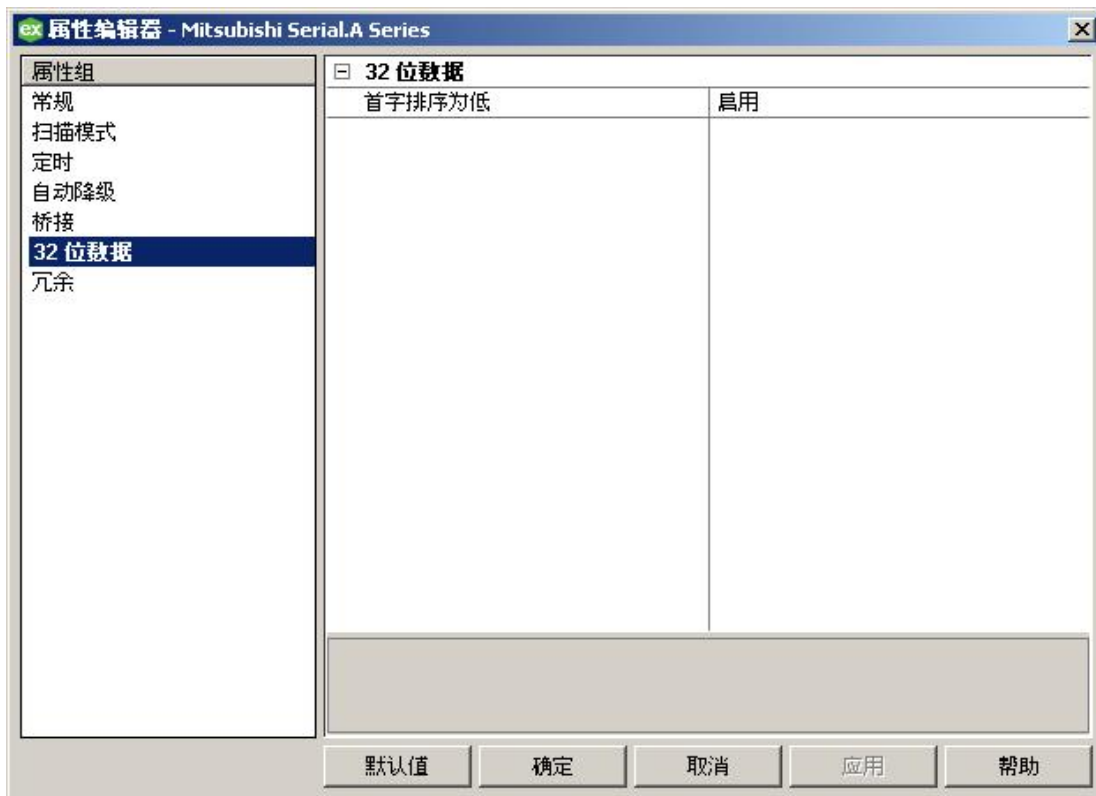 ex 属性编辑器 - Mitsubishi Serial.A Series
属性组
常规
扫描模式
定时
自动降级
桥接
32 位数据
冗余
32 位数据
首字排序为低 启用
默认值 确定 取消 应用 帮助